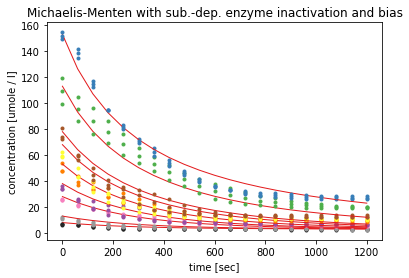 Michaelis-Menten with sub.-dep. enzyme inactivation and bias
160
140
120
100
80
60
40
20
0
concentration [umole / l]
0 200 400 600 800 1000 1200
time [sec]